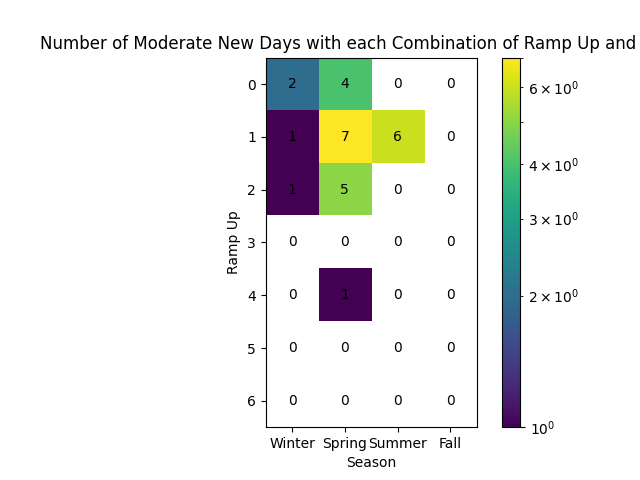 Number of Moderate New Days with each Combination of Ramp Up and
0 2 4 0 0
1 1 7 6 0
2 1 5 0 0
3 0 0 0 0
4 0 1 0 0
5 0 0 0 0
6 0 0 0 0
Ramp Up
Winter Spring Summer Fall
Season
6 × 10⁰
4 × 10⁰
3 × 10⁰
2 × 10⁰
10⁰